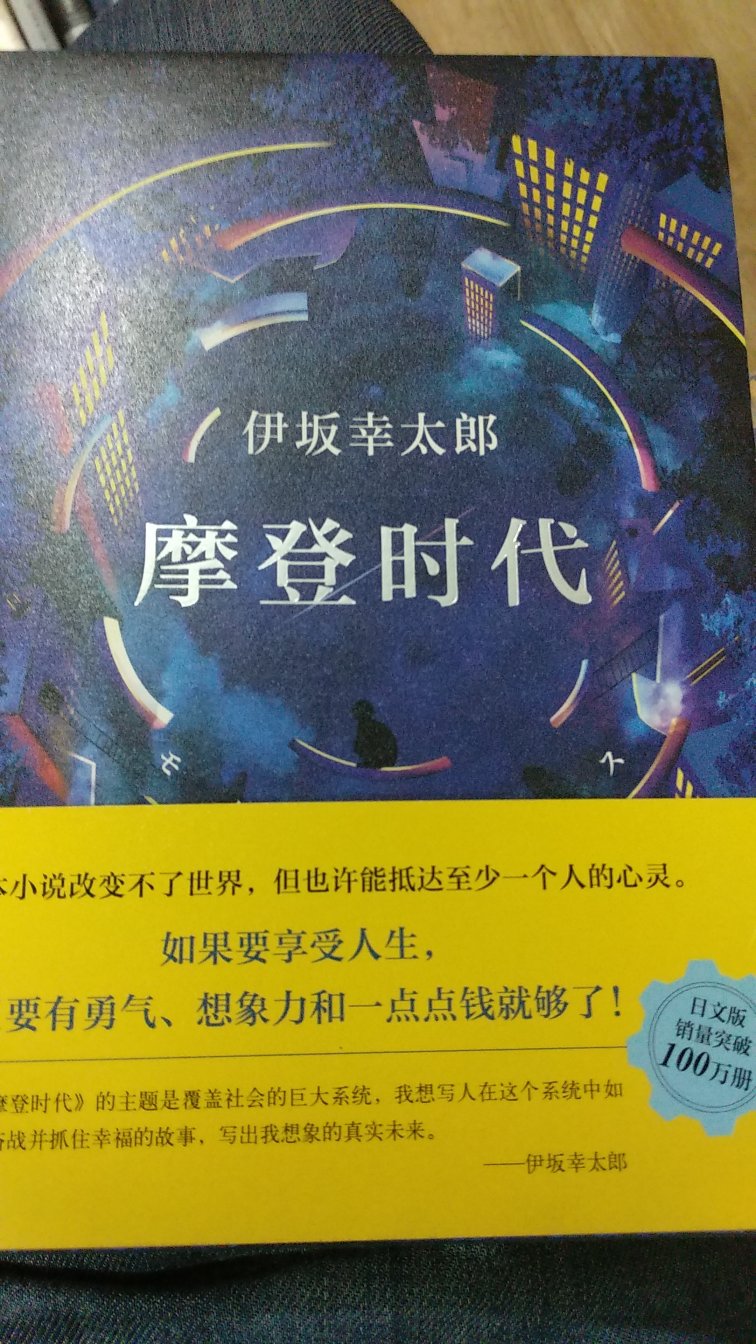 伊坂幸太郎
摩登时代
モ
ス
本小说改变不了世界，但也许能抵达至少一个人的心灵。
如果要享受人生，
要有勇气、想象力和一点点钱就够了！
日文版
销量突破
100万册
摩登时代》的主题是覆盖社会的巨大系统，我想写人在这个系统中如
奋战并抓住幸福的故事，写出我想象的真实未来。
——伊坂幸太郎